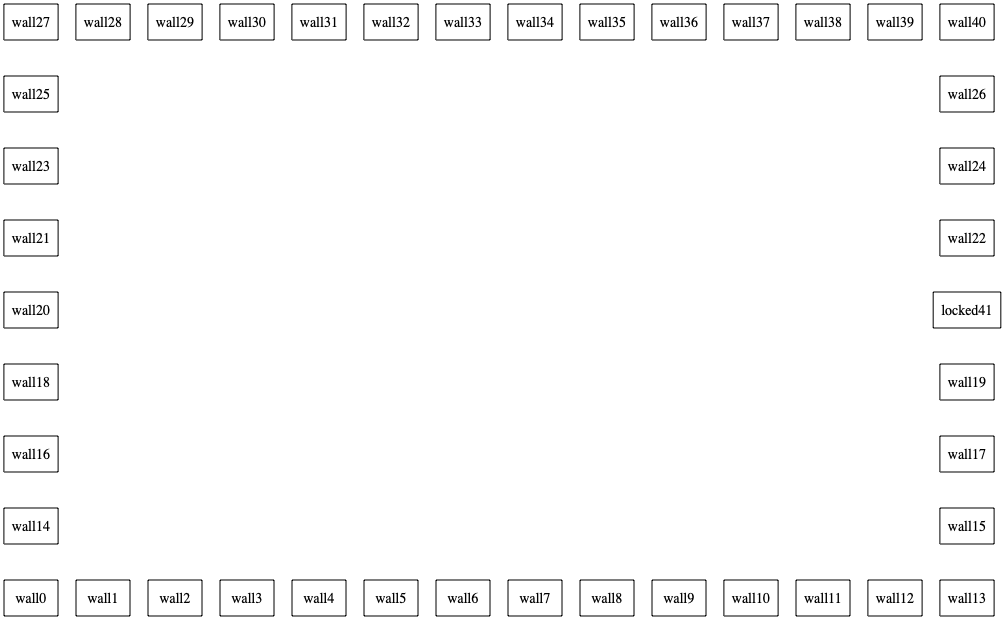 wall27 wall28 wall29 wall30 wall31 wall32 wall33 wall34 wall35 wall36 wall37 wall38 wall39 wall40
wall25 wall26
wall23 wall24
wall21 wall22
wall20 locked41
wall18 wall19
wall16 wall17
wall14 wall15
wall0 wall1 wall2 wall3 wall4 wall5 wall6 wall7 wall8 wall9 wall10 wall11 wall12 wall13